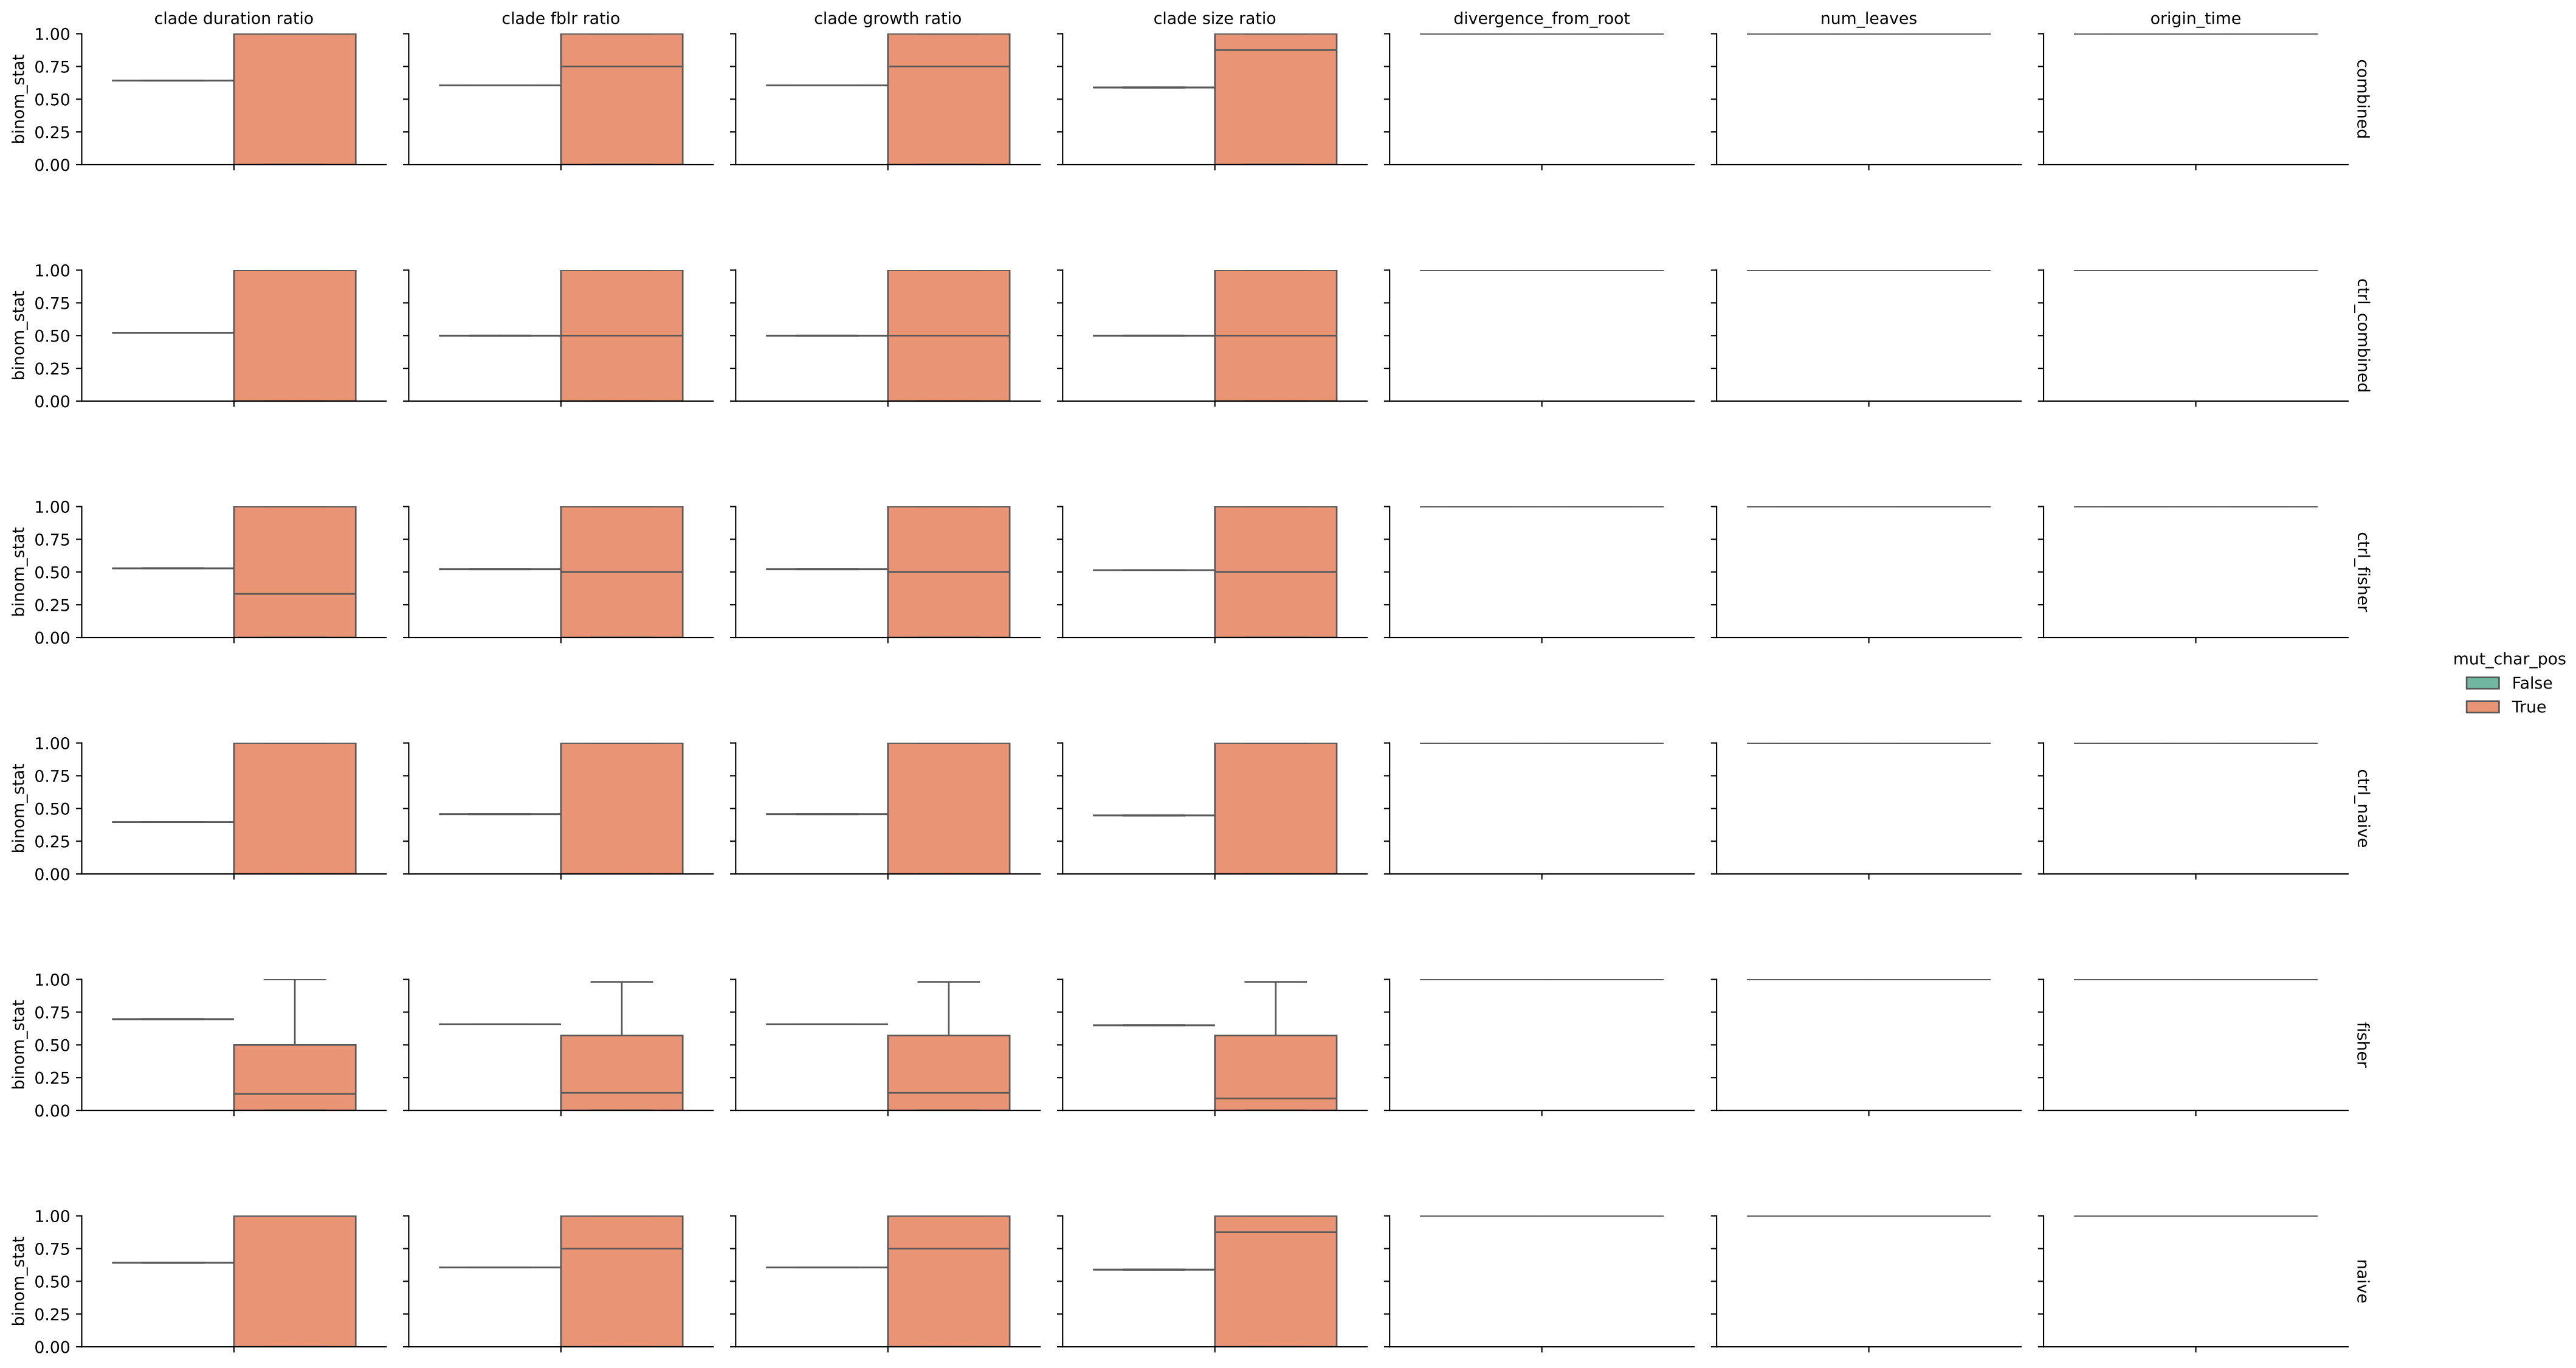 clade duration ratio
clade fblr ratio
clade growth ratio
clade size ratio
divergence_from_root
num_leaves
origin_time
binom_stat
1.00
0.75
0.50
0.25
0.00
combined
binom_stat
1.00
0.75
0.50
0.25
0.00
ctrl_combined
binom_stat
1.00
0.75
0.50
0.25
0.00
ctrl_fisher
mut_char_pos
False
True
binom_stat
1.00
0.75
0.50
0.25
0.00
ctrl_naive
binom_stat
1.00
0.75
0.50
0.25
0.00
fisher
binom_stat
1.00
0.75
0.50
0.25
0.00
naive